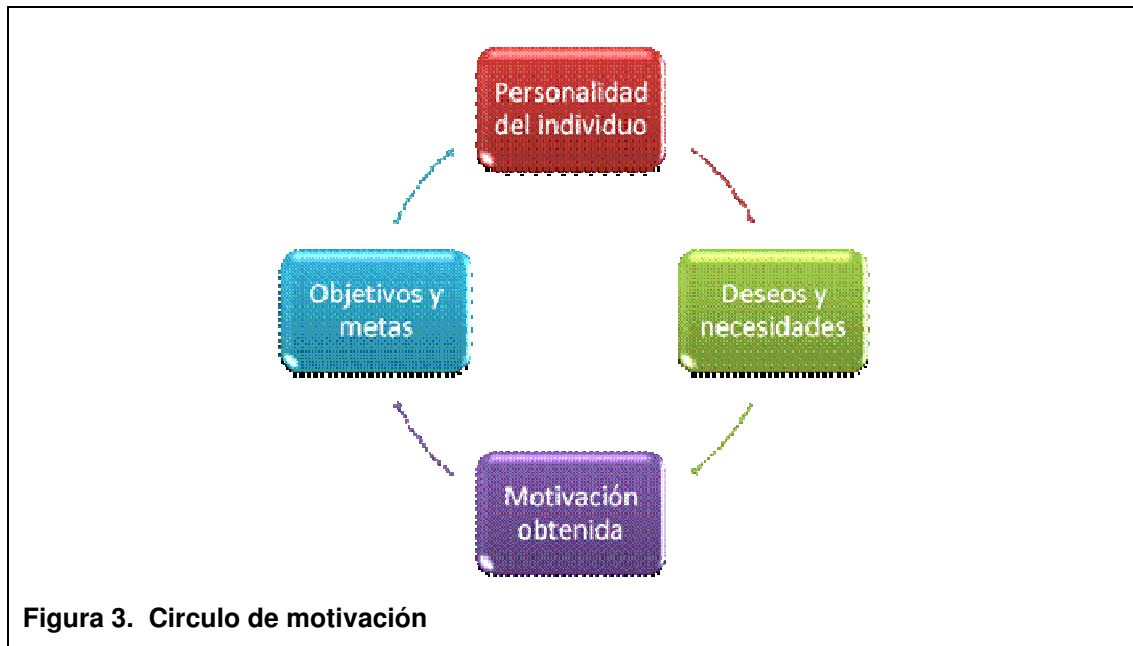 Personalidad
del individuo
Objetivos y
metas
Deseos y
necesidades
Motivación
obtenida
Figura 3. Circulo de motivación